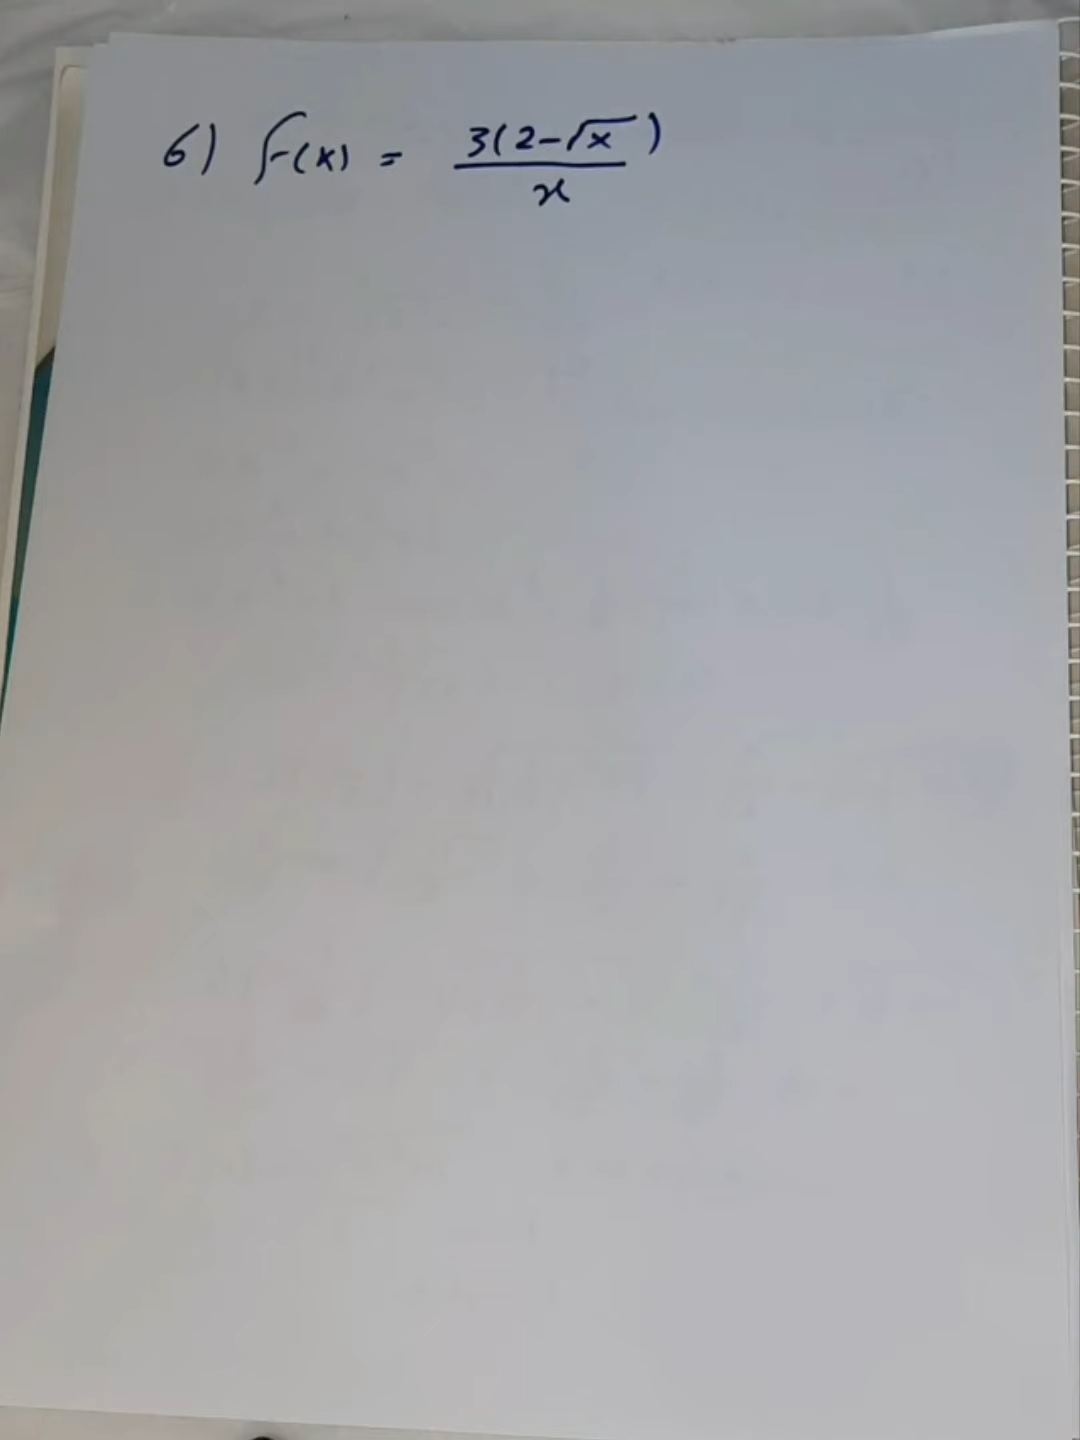 6) f(x) = 3(2-√x) / x